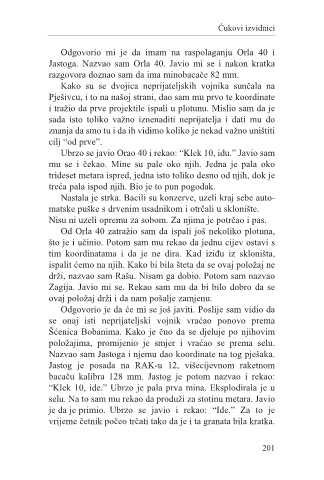 Ćukovi izvidnici
Odgovorio mi je da imam na raspolaganju Orla 40 i
Jastoga. Nazvao sam Orla 40. Javio mi se i nakon kratka
razgovora doznao sam da ima minobacače 82 mm.
Kako su se dvojica neprijateljskih vojnika sunčala na
Pješivcu, i to na našoj strani, dao sam mu prvo te koordinate
i tražio da prve projektile ispali u plotunu. Mislio sam da je
sada isto toliko važno iznenaditi neprijatelja i dati mu do
znanja da smo tu i da ih vidimo koliko je nekad važno uništiti
cilj “od prve”.
Ubrzo se javio Orao 40 i rekao: “Klek 10, idu.” Javio sam
mu se i čekao. Mine su pale oko njih. Jedna je pala oko
trideset metara ispred, jedna isto toliko desno od njih, dok je
treća pala ispod njih. Bio je to pun pogodak.
Nastala je strka. Bacili su konzerve, uzeli kraj sebe auto-
matske puške s drvenim usadnikom i otrčali u sklonište.
Nisu ni uzeli opremu za sobom. Za njima je potrčao i pas.
Od Orla 40 zatražio sam da ispali još nekoliko plotuna,
što je i učinio. Potom sam mu rekao da jednu cijev ostavi s
tim koordinatama i da je ne dira. Kad iziđu iz skloništa,
ispalit ćemo na njih. Kako bi bila šteta da se ovaj položaj ne
drži, nazvao sam Rašu. Nisam ga dobio. Potom sam nazvao
Zagija. Javio mi se. Rekao sam mu da bi bilo dobro da se
ovaj položaj drži i da nam pošalje zamjenu.
Odgovorio je da će mi se još javiti. Poslije sam vidio da
se onaj isti neprijateljski vojnik vraćao ponovo prema
Šćenica Bobanima. Kako je čuo da se djeluje po njihovim
položajima, promijenio je smjer i vraćao se prema selu.
Nazvao sam Jastoga i njemu dao koordinate na tog pješaka.
Jastog je posada na RAK-u 12, višecijevnom raketnom
bacaču kalibra 128 mm. Jastog je potom nazvao i rekao:
“Klek 10, ide.” Ubrzo je pala prva mina. Eksplodirala je u
selu. Na to sam mu rekao da produži za stotinu metara. Javio
je da je primio. Ubrzo se javio i rekao: “Ide.” Za to je
vrijeme četnik počeo trčati tako da je i ta granata bila kratka.
201